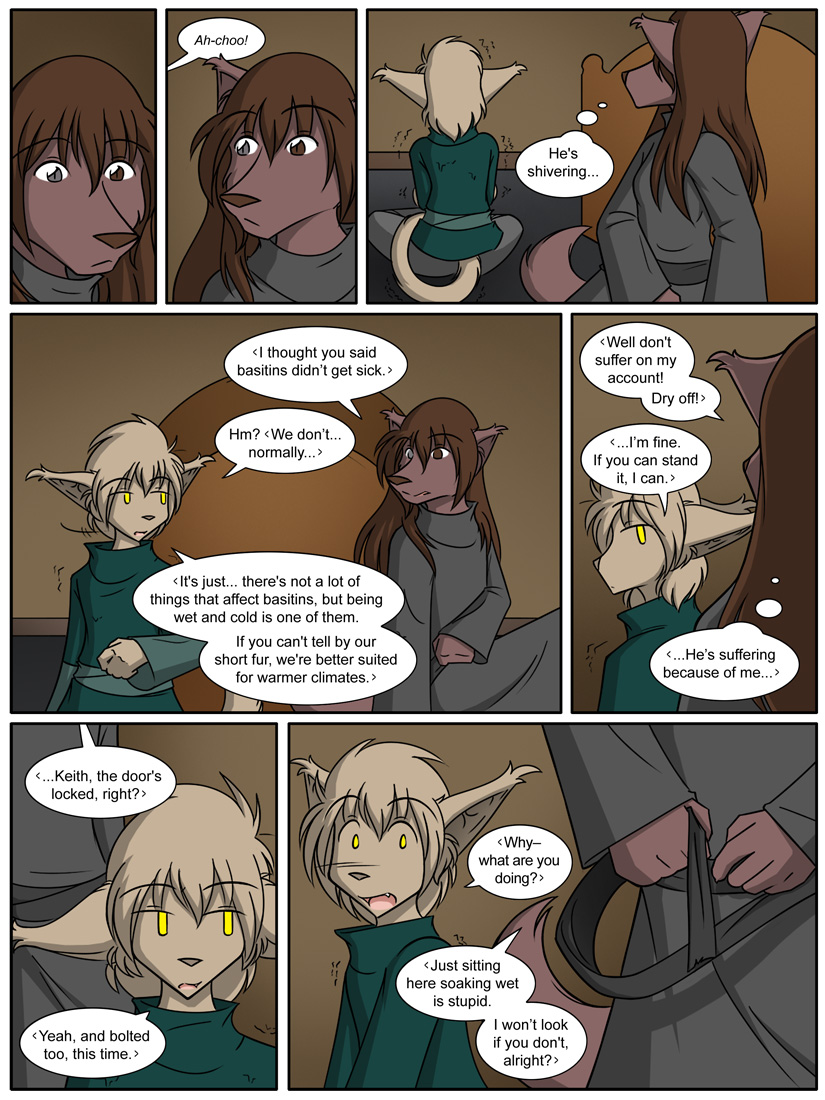 Ah-choo!
He's
shivering...
‹I thought you said
basitins didn't get sick.›
Hm? ‹We don't...
normally...›
‹It's just... there's not a lot of
things that affect basitins, but being
wet and cold is one of them.
If you can't tell by our
short fur, we're better suited
for warmer climates.›
‹Well don't
suffer on my
account!
Dry off!›
‹...I'm fine.
If you can stand
it, I can.›
‹...He's suffering
because of me...›
‹...Keith, the door's
locked, right?›
‹Yeah, and bolted
too, this time.›
‹Why–
what are you
doing?›
‹Just sitting
here soaking wet
is stupid.
I won't look
if you don't,
alright?›